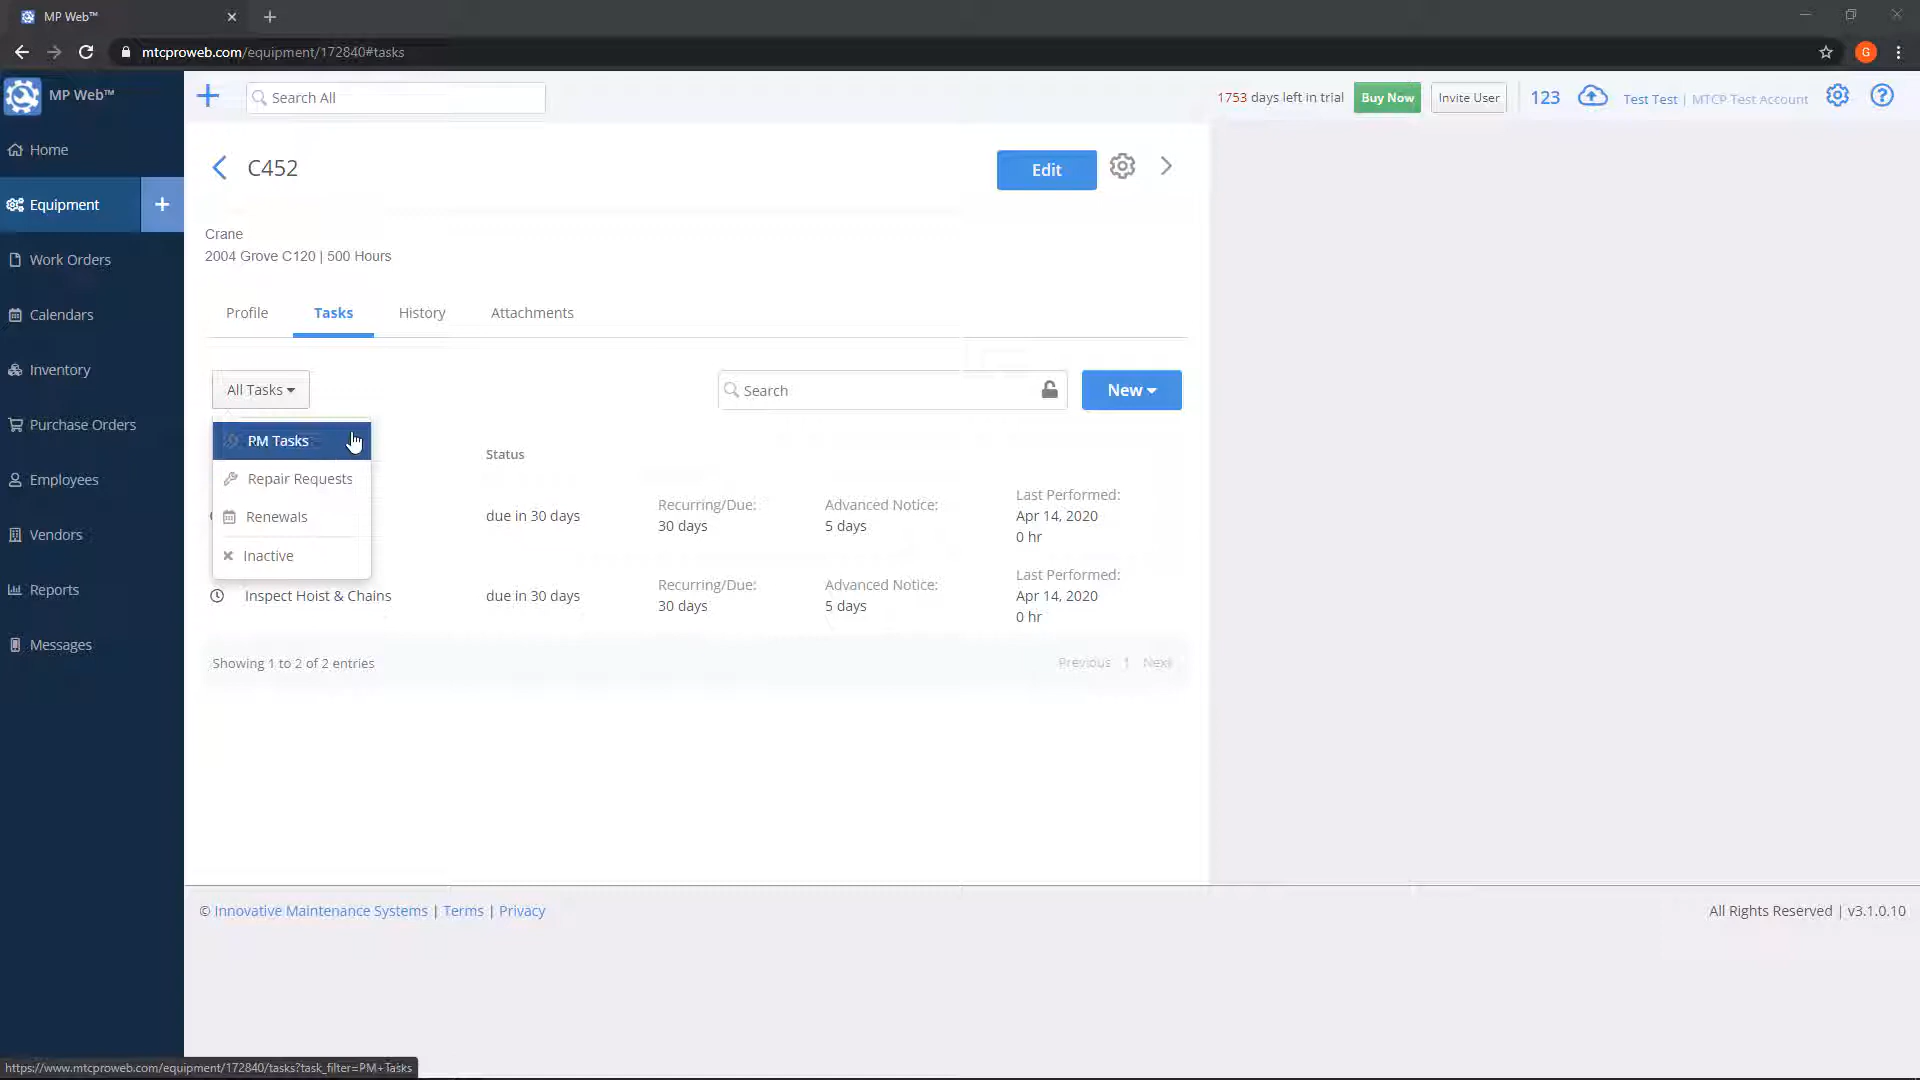 MP Web™
mtcproweb.com/equipment/172840#tasks
G
MP Web™
Search All
1753 days left in trial
Buy Now
Invite User
123
Test Test | MTCP Test Account
Home
Equipment
Work Orders
Calendars
Inventory
Purchase Orders
Employees
Vendors
Reports
Messages
C452
Edit
Crane
2004 Grove C120 | 500 Hours
Profile
Tasks
History
Attachments
All Tasks
Search
New
PM Tasks
Repair Requests
Renewals
Inactive
Status
due in 30 days
Recurring/Due:
30 days
Advanced Notice:
5 days
Last Performed:
Apr 14, 2020
0 hr
Inspect Hoist & Chains
due in 30 days
Recurring/Due:
30 days
Advanced Notice:
5 days
Last Performed:
Apr 14, 2020
0 hr
Showing 1 to 2 of 2 entries
Previous 1 Next
© Innovative Maintenance Systems | Terms | Privacy
All Rights Reserved | v3.1.0.10
https://www.mtcproweb.com/equipment/172840/tasks?task_filter=PM+Tasks